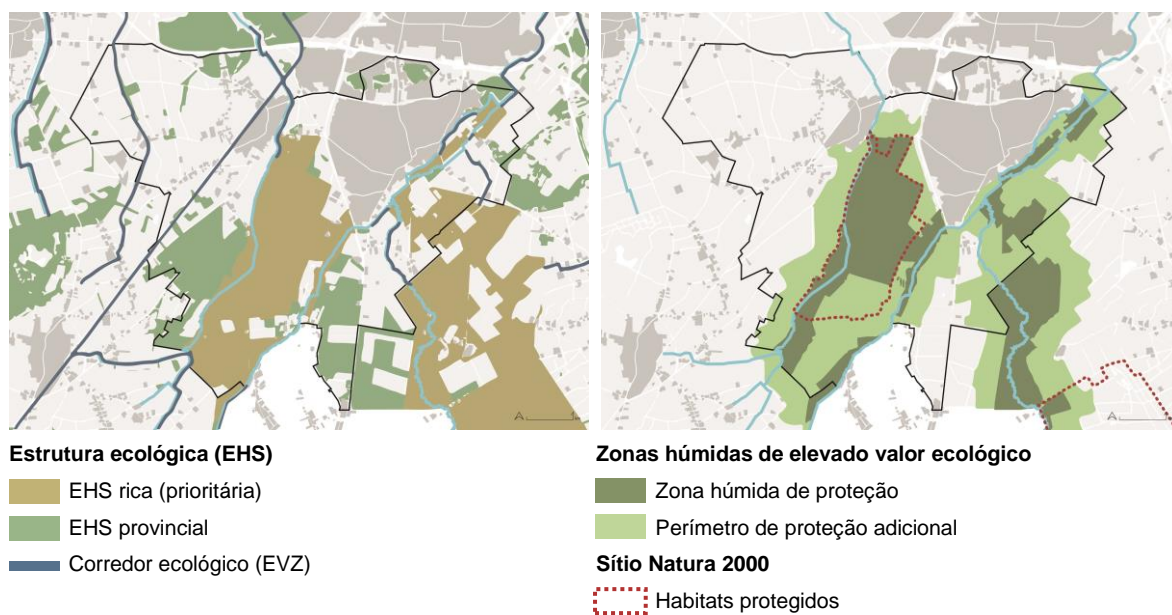 Estrutura ecológica (EHS)
EHS rica (prioritária)
EHS provincial
Corredor ecológico (EVZ)
Zonas húmidas de elevado valor ecológico
Zona húmida de proteção
Perímetro de proteção adicional
Sítio Natura 2000
Habitats protegidos